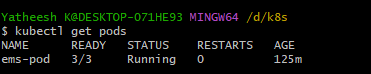 Yatheesh K@DESKTOP-071HE93 MINGW64 /d/k8s
$ kubectl get pods
NAME READY STATUS RESTARTS AGE
ems-pod 3/3 Running 0 125m